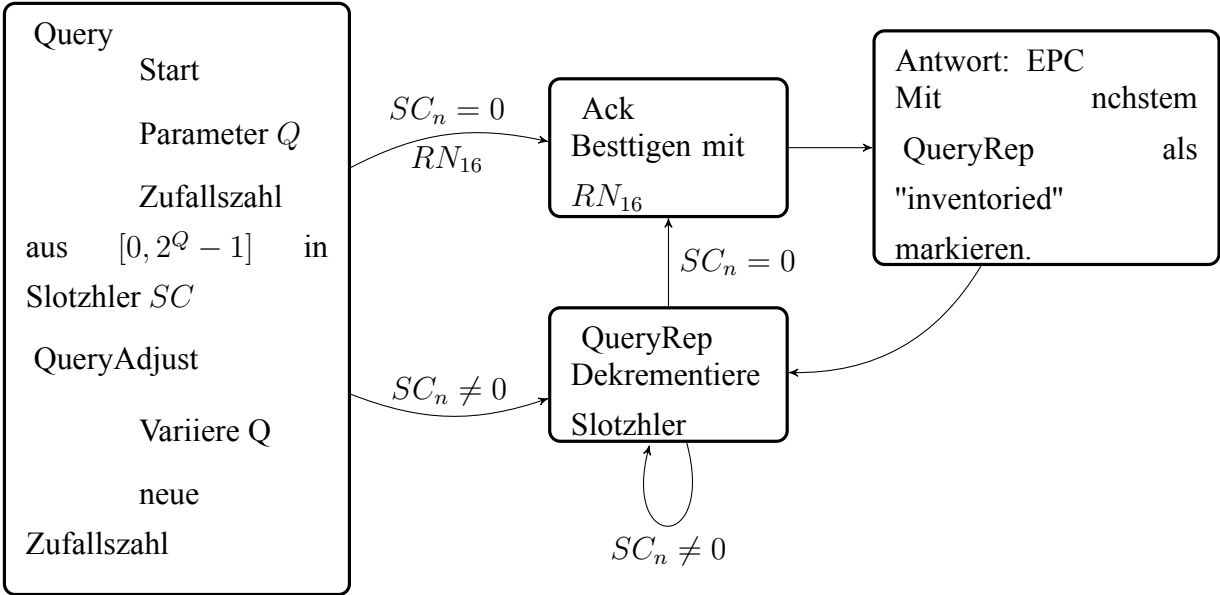 Query
Start
Parameter Q
Zufallszahl
aus [0, 2^Q − 1] in
Slotzhler SC
QueryAdjust
Variiere Q
neue
Zufallszahl
SC_n = 0
RN_16
SC_n ≠ 0
Ack
Besttigen mit
RN_16
SC_n = 0
QueryRep
Dekrementiere
Slotzhler
SC_n ≠ 0
Antwort: EPC
Mit nchstem
QueryRep als
"inventoried"
markieren.